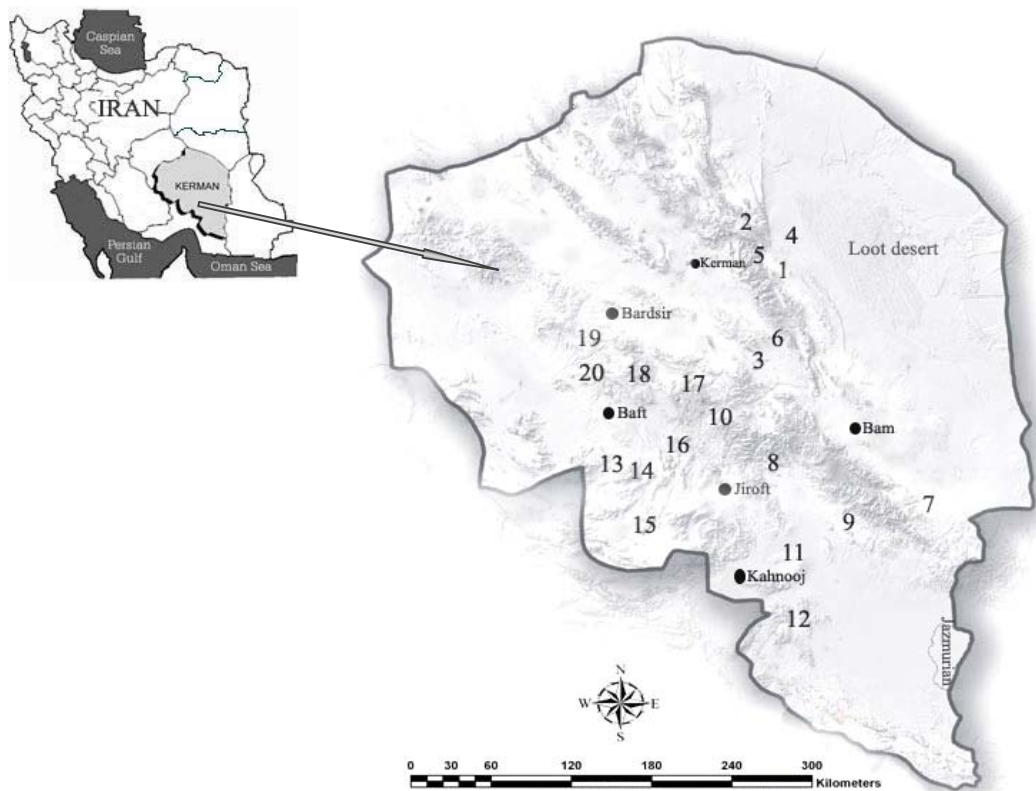 Caspian
Sea
IRAN
KERMAN
Persian
Gulf
Oman Sea
2
4
5
Loot desert
Kerman
1
Bardsir
19
6
3
20
18
17
Baft
10
Bam
16
13
14
8
Jiroft
7
15
9
11
Kahnooj
12
Jazmurian
N
W
E
S
0 30 60 120 180 240 300
Kilometers